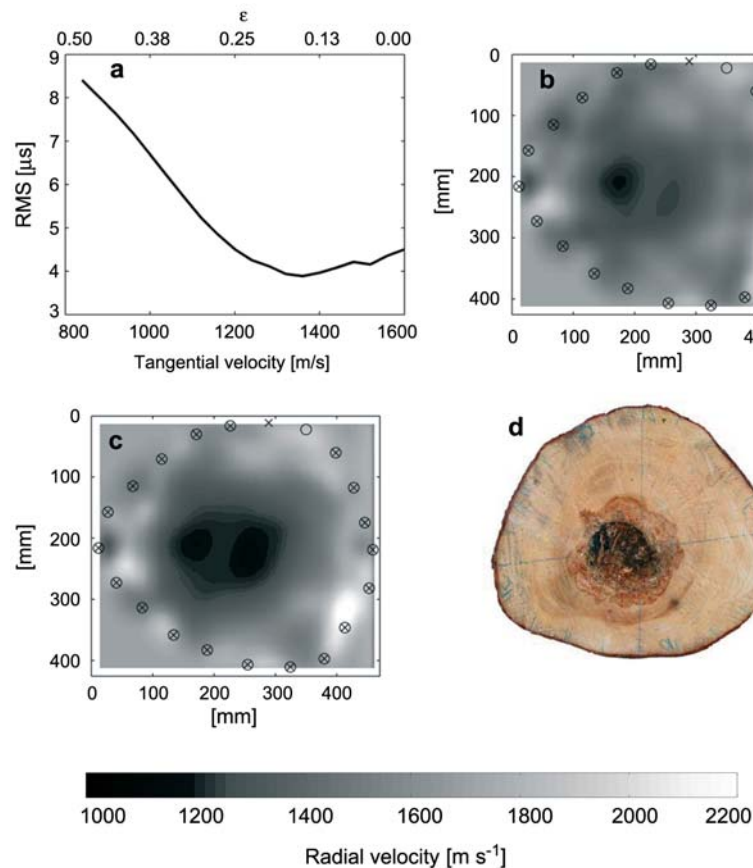 ε
0.50 0.38 0.25 0.13 0.00
a
9
8
7
6
5
4
3
RMS [μs]
800 1000 1200 1400 1600
Tangential velocity [m/s]
b
0
100
200
300
400
[mm]
0 100 200 300
[mm]
c
0
100
200
300
400
[mm]
0 100 200 300 400
[mm]
d
1000 1200 1400 1600 1800 2000 2200
Radial velocity [m s⁻¹]